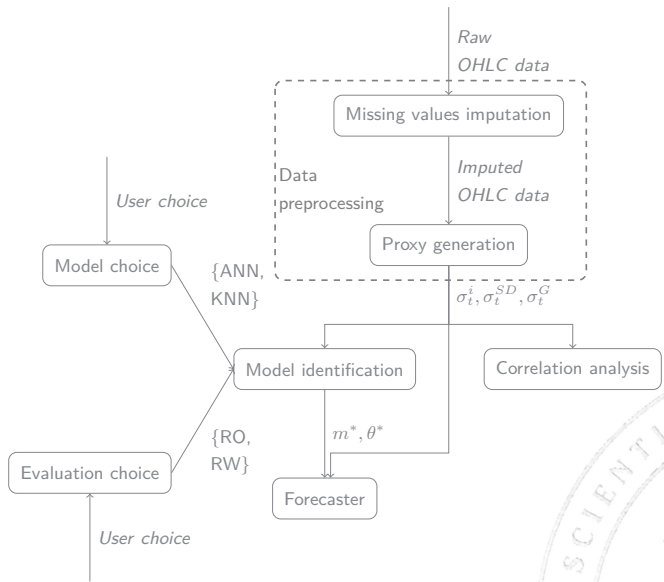 Raw
OHLC data
Missing values imputation
Imputed
OHLC data
Data
preprocessing
Proxy generation
User choice
Model choice
{ANN,
KNN}
σ_t^i, σ_t^{SD}, σ_t^G
Model identification
Correlation analysis
{RO,
RW}
m*, θ*
Evaluation choice
Forecaster
User choice
SCIENTI